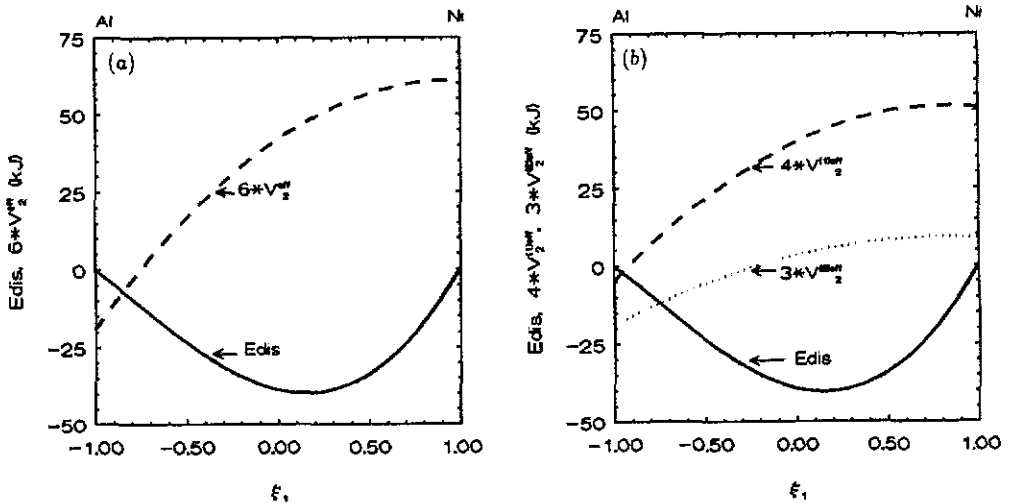 Al Ni
(a)
75
50
25
0
−25
−50
−1.00 −0.50 0.00 0.50 1.00
ξ₁
Edis, 6*V₂ᵉᶠᶠ (kJ)
6*V₂ᵉᶠᶠ
Edis
Al Ni
(b)
75
50
25
0
−25
−50
−1.00 −0.50 0.00 0.50 1.00
ξ₁
Edis, 4*V₂⁽¹⁾ᵉᶠᶠ, 3*V₂⁽²⁾ᵉᶠᶠ (kJ)
4*V₂⁽¹⁾ᵉᶠᶠ
3*V₂⁽²⁾ᵉᶠᶠ
Edis